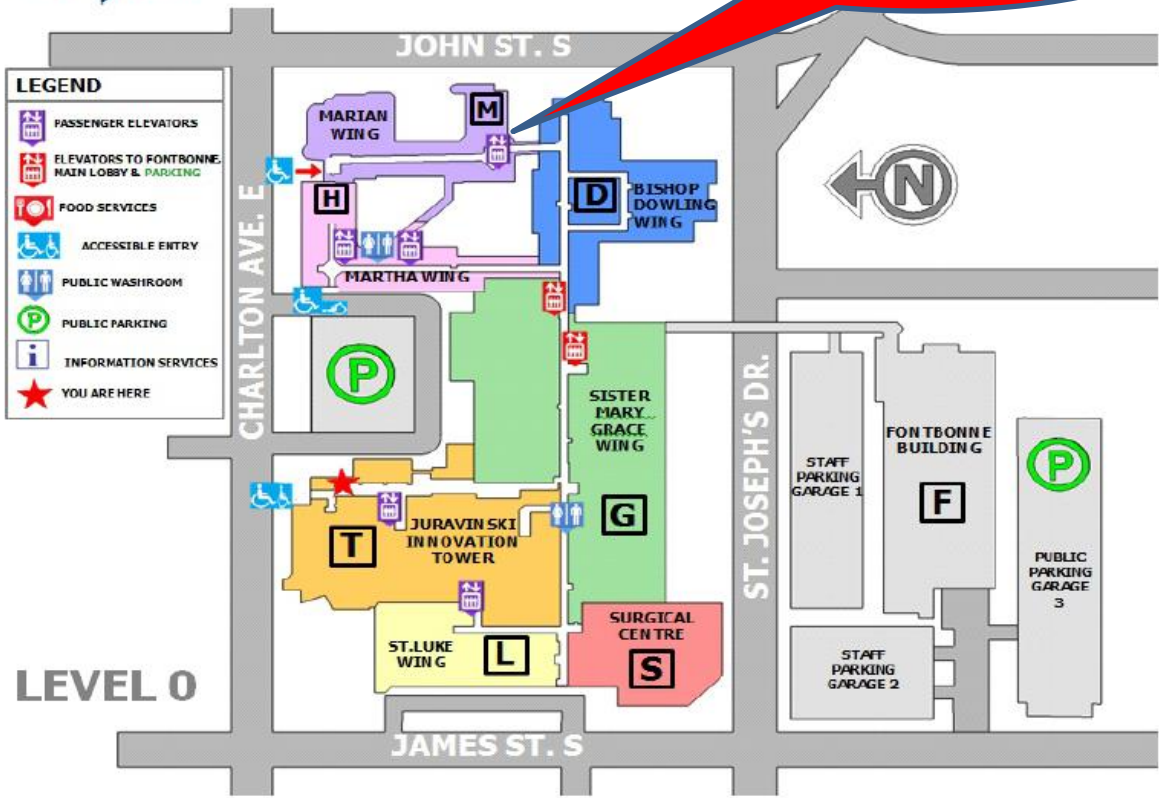 JOHN ST. S
LEGEND
PASSENGER ELEVATORS
ELEVATORS TO FONTBONNE,
MAIN LOBBY & PARKING
FOOD SERVICES
ACCESSIBLE ENTRY
PUBLIC WASHROOM
P
PUBLIC PARKING
i
INFORMATION SERVICES
YOU ARE HERE
CHARLTON AVE. E
MARIAN
WING
M
H
MARTHA WING
D
BISHOP
DOWLING
WING
N
P
SISTER
MARY
GRACE
WING
G
T
JURAVINSKI
INNOVATION
TOWER
ST.LUKE
WING
L
SURGICAL
CENTRE
S
ST. JOSEPH'S DR.
STAFF
PARKING
GARAGE 1
FONTBONNE
BUILDING
F
P
PUBLIC
PARKING
GARAGE
3
STAFF
PARKING
GARAGE 2
LEVEL 0
JAMES ST. S